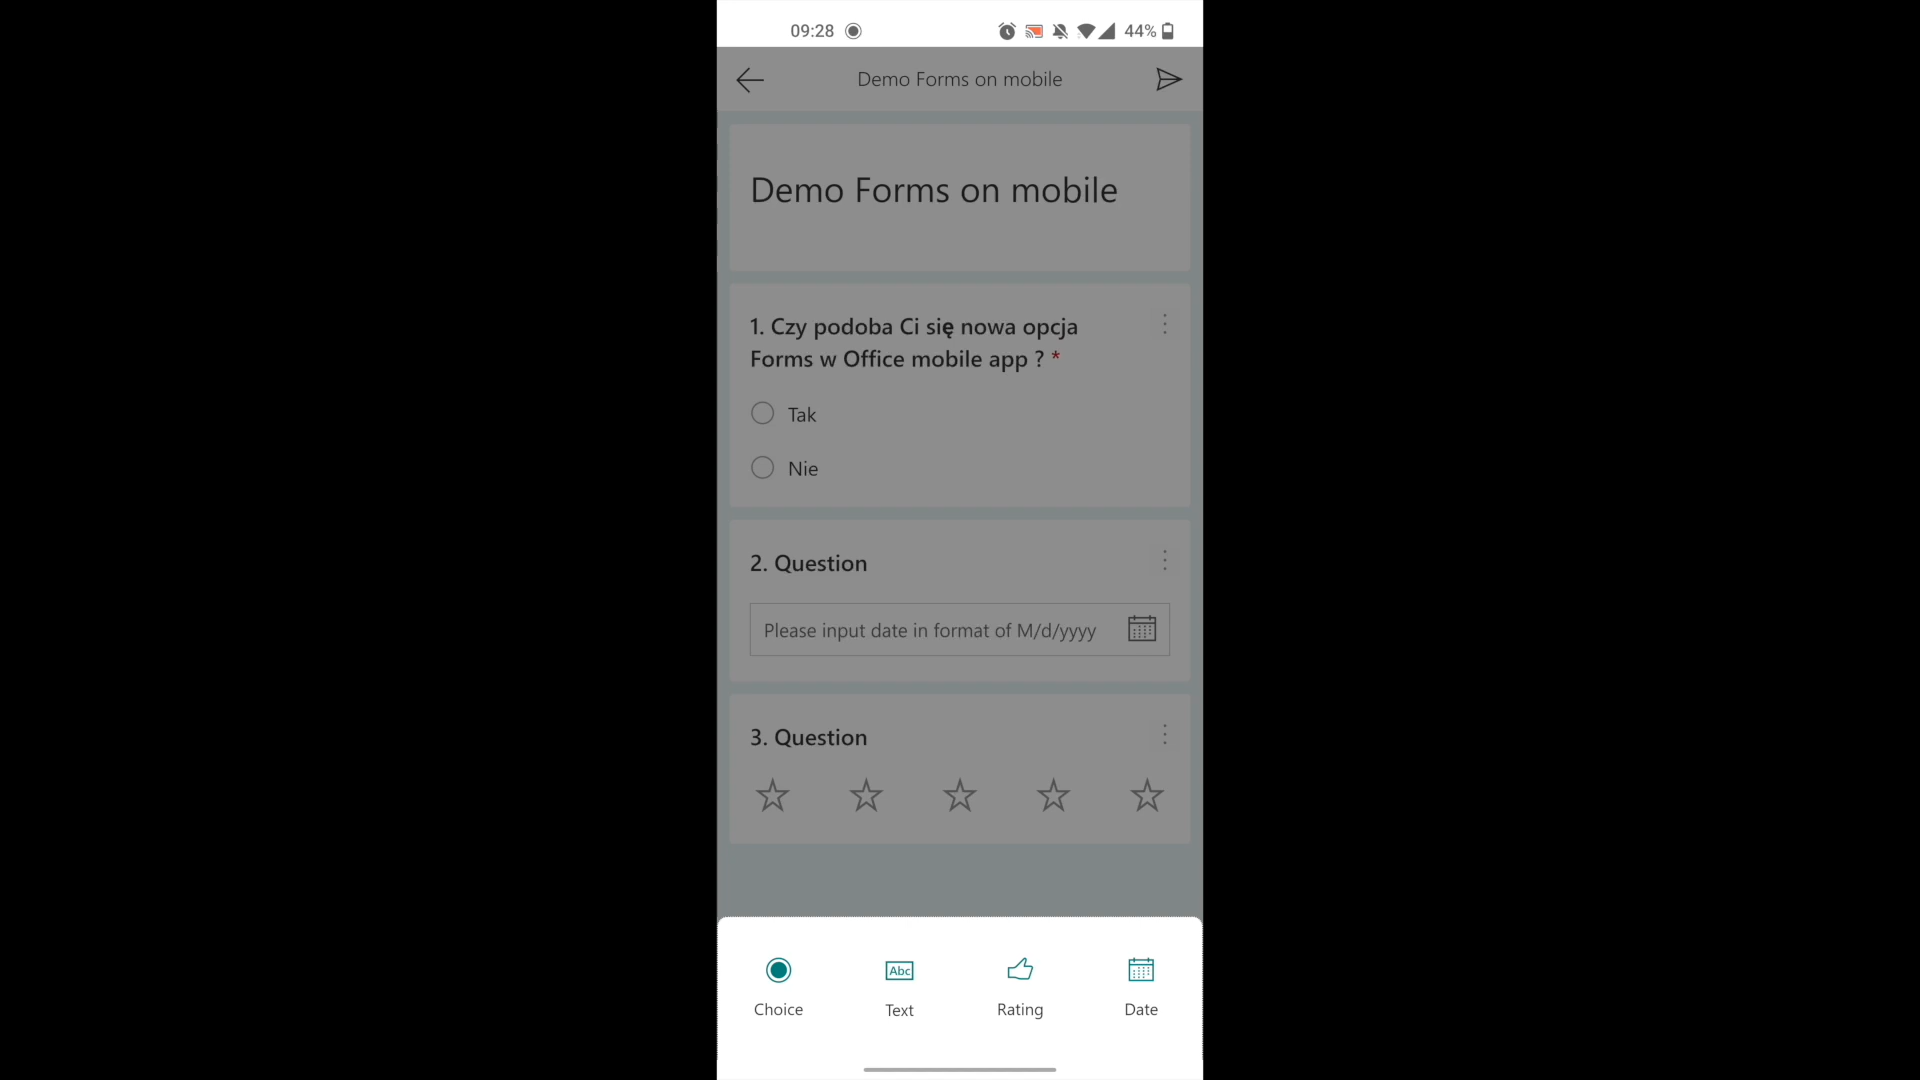 09:28
44%
Demo Forms on mobile
Demo Forms on mobile
1. Czy podoba Ci się nowa opcja
Forms w Office mobile app ? *
Tak
Nie
2. Question
Please input date in format of M/d/yyyy
3. Question
Abc
Choice
Text
Rating
Date